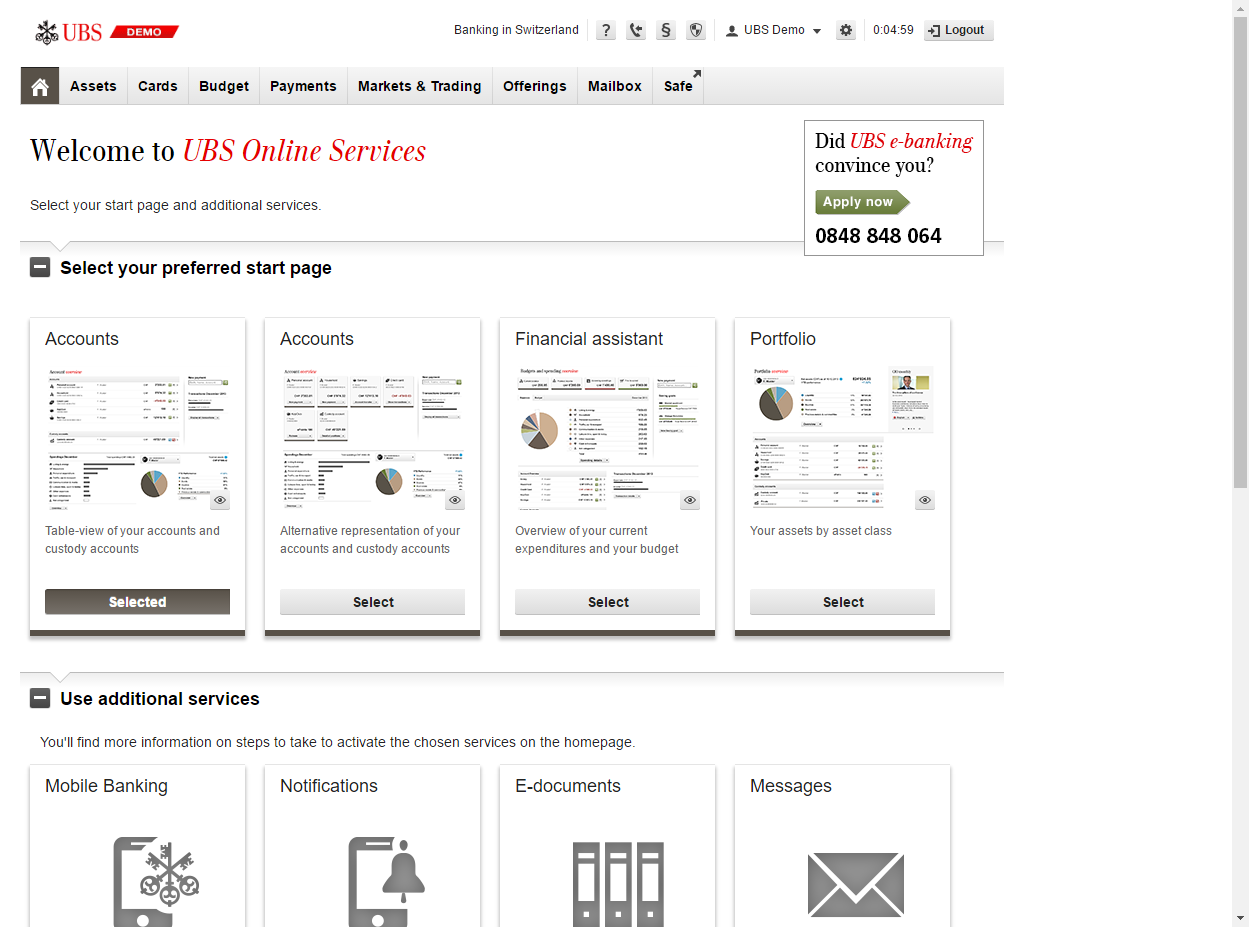 UBS DEMO
Banking in Switzerland ? § UBS Demo 0:04:59 Logout
Assets Cards Budget Payments Markets & Trading Offerings Mailbox Safe
Welcome to UBS Online Services
Did UBS e-banking
convince you?
Apply now
0848 848 064
Select your start page and additional services.
Select your preferred start page
Accounts
Account overview
Table-view of your accounts and
custody accounts
Selected
Accounts
Account overview
Alternative representation of your
accounts and custody accounts
Select
Financial assistant
Budgets and spending overview
Overview of your current
expenditures and your budget
Select
Portfolio
Portfolio overview
Your assets by asset class
Select
Use additional services
You'll find more information on steps to take to activate the chosen services on the homepage.
Mobile Banking
Notifications
E-documents
Messages